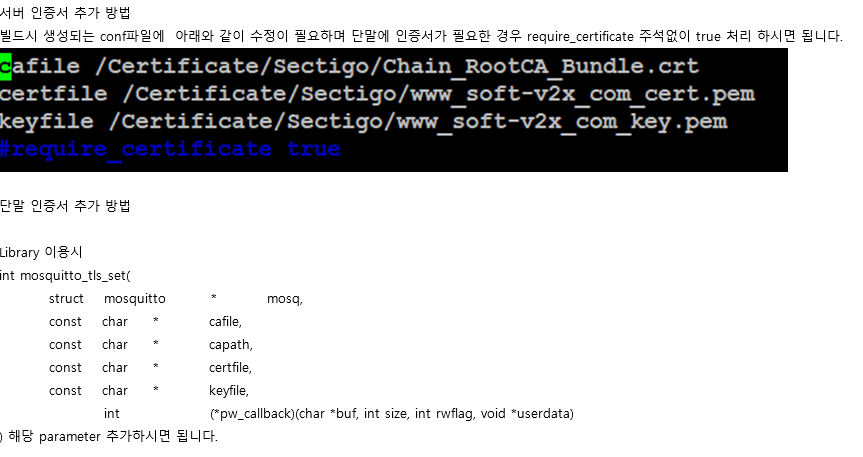 서버 인증서 추가 방법
빌드시 생성되는 conf파일에 아래와 같이 수정이 필요하며 단말에 인증서가 필요한 경우 require_certificate 주석없이 true 처리 하시면 됩니다.
cafile /Certificate/Sectigo/Chain_RootCA_Bundle.crt
certfile /Certificate/Sectigo/www_soft-v2x_com_cert.pem
keyfile /Certificate/Sectigo/www_soft-v2x_com_key.pem
#require_certificate true
단말 인증서 추가 방법
Library 이용시
int mosquitto_tls_set(
struct mosquitto * mosq,
const char * cafile,
const char * capath,
const char * certfile,
const char * keyfile,
int (*pw_callback)(char *buf, int size, int rwflag, void *userdata)
) 해당 parameter 추가하시면 됩니다.